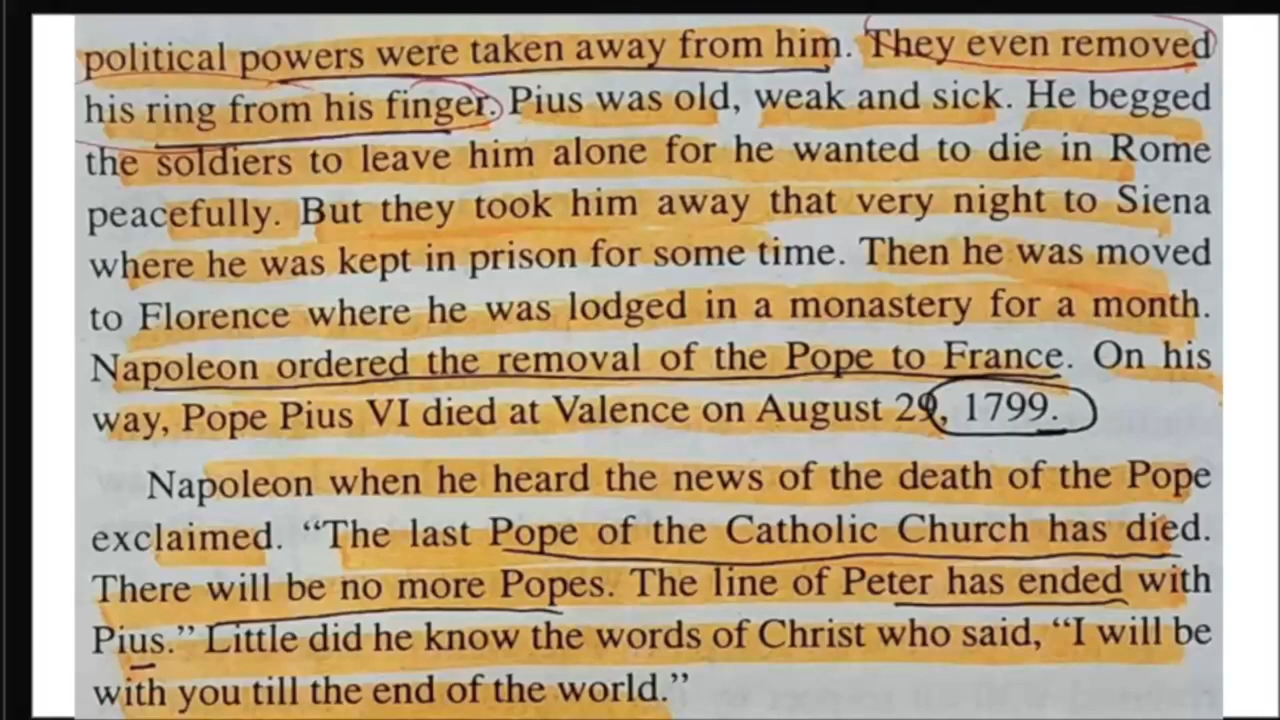 political powers were taken away from him. They even removed
his ring from his finger. Pius was old, weak and sick. He begged
the soldiers to leave him alone for he wanted to die in Rome
peacefully. But they took him away that very night to Siena
where he was kept in prison for some time. Then he was moved
to Florence where he was lodged in a monastery for a month.
Napoleon ordered the removal of the Pope to France. On his
way, Pope Pius VI died at Valence on August 29, 1799.
Napoleon when he heard the news of the death of the Pope
exclaimed. “The last Pope of the Catholic Church has died.
There will be no more Popes. The line of Peter has ended with
Pius.” Little did he know the words of Christ who said, “I will be
with you till the end of the world.”